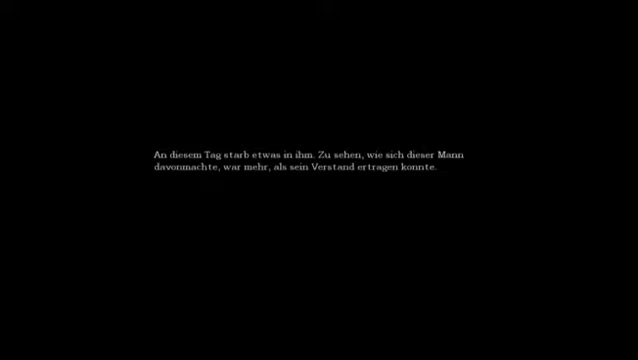 An diesem Tag starb etwas in ihm. Zu sehen, wie sich dieser Mann
davonmachte, war mehr, als sein Verstand ertragen konnte.